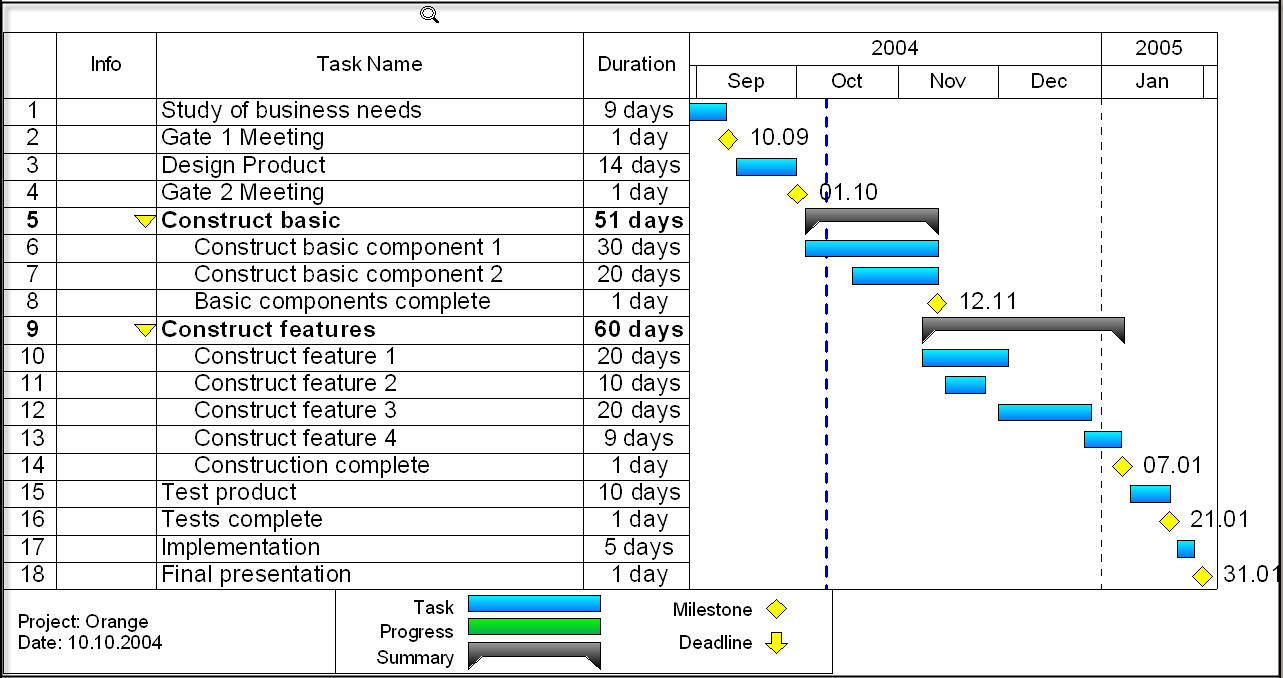 2004 2005
Info Task Name Duration
Sep Oct Nov Dec Jan
1 Study of business needs 9 days
2 Gate 1 Meeting 1 day 10.09
3 Design Product 14 days
4 Gate 2 Meeting 1 day 01.10
5 Construct basic 51 days
6 Construct basic component 1 30 days
7 Construct basic component 2 20 days
8 Basic components complete 1 day 12.11
9 Construct features 60 days
10 Construct feature 1 20 days
11 Construct feature 2 10 days
12 Construct feature 3 20 days
13 Construct feature 4 9 days
14 Construction complete 1 day 07.01
15 Test product 10 days
16 Tests complete 1 day 21.01
17 Implementation 5 days
18 Final presentation 1 day 31.01
Project: Orange
Date: 10.10.2004
Task
Progress
Summary
Milestone
Deadline